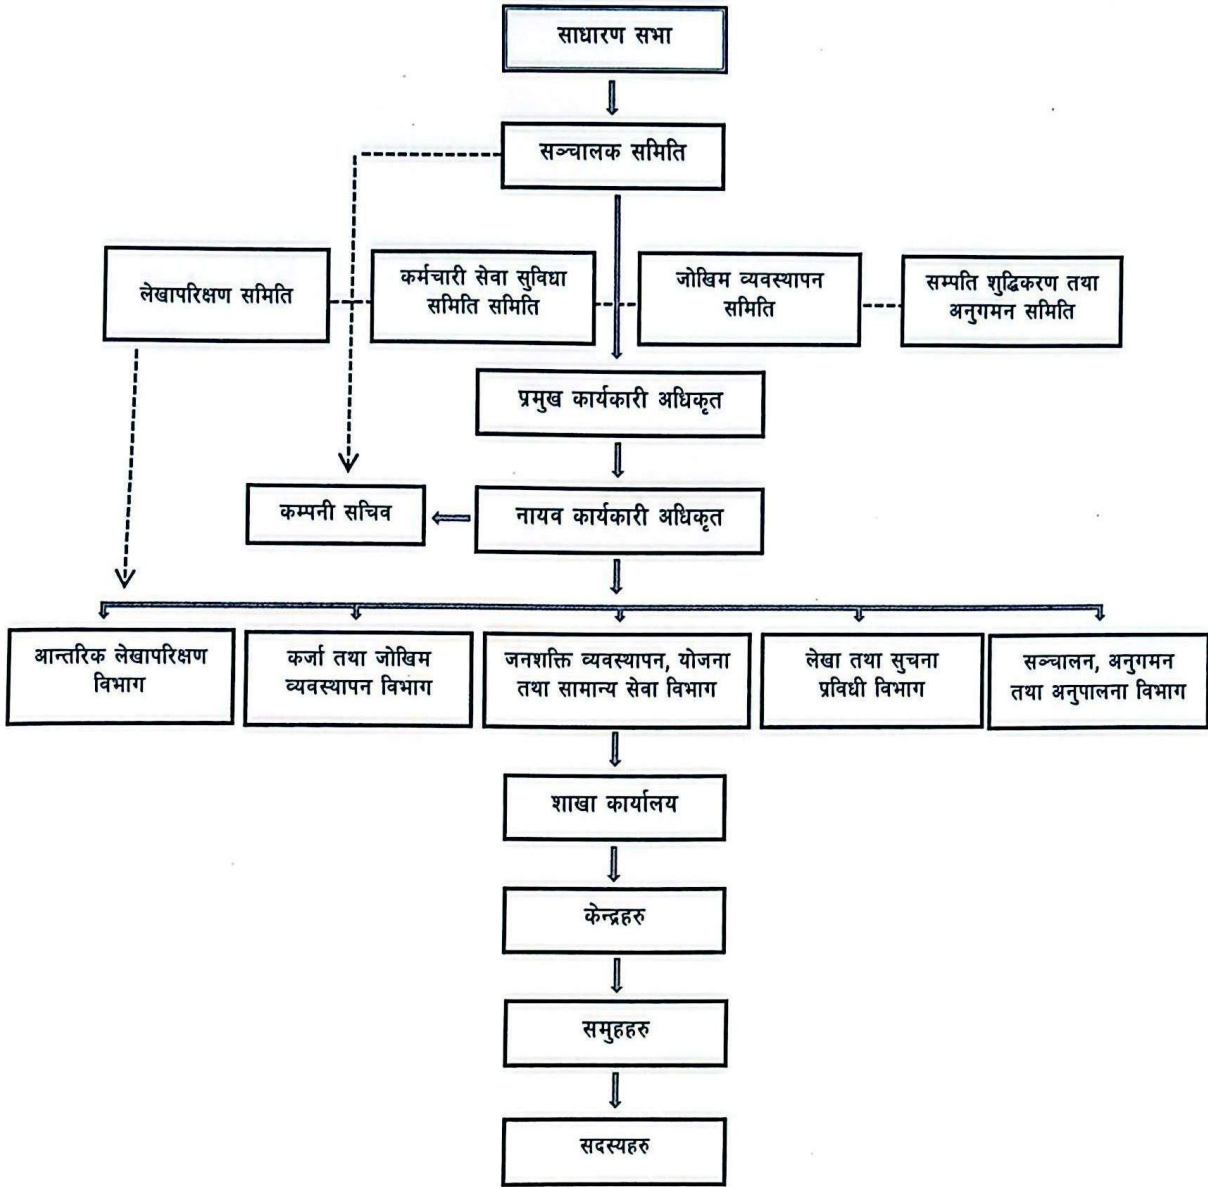 साधारण सभा
सञ्चालक समिति
लेखापरिक्षण समिति
कर्मचारी सेवा सुविधा
समिति समिति
जोखिम व्यवस्थापन
समिति
सम्पति शुद्धिकरण तथा
अनुगमन समिति
प्रमुख कार्यकारी अधिकृत
कम्पनी सचिव
नायव कार्यकारी अधिकृत
आन्तरिक लेखापरिक्षण
विभाग
कर्जा तथा जोखिम
व्यवस्थापन विभाग
जनशक्ति व्यवस्थापन, योजना
तथा सामान्य सेवा विभाग
लेखा तथा सुचना
प्रविधी विभाग
सञ्चालन, अनुगमन
तथा अनुपालना विभाग
शाखा कार्यालय
केन्द्रहरु
समुहहरु
सदस्यहरु